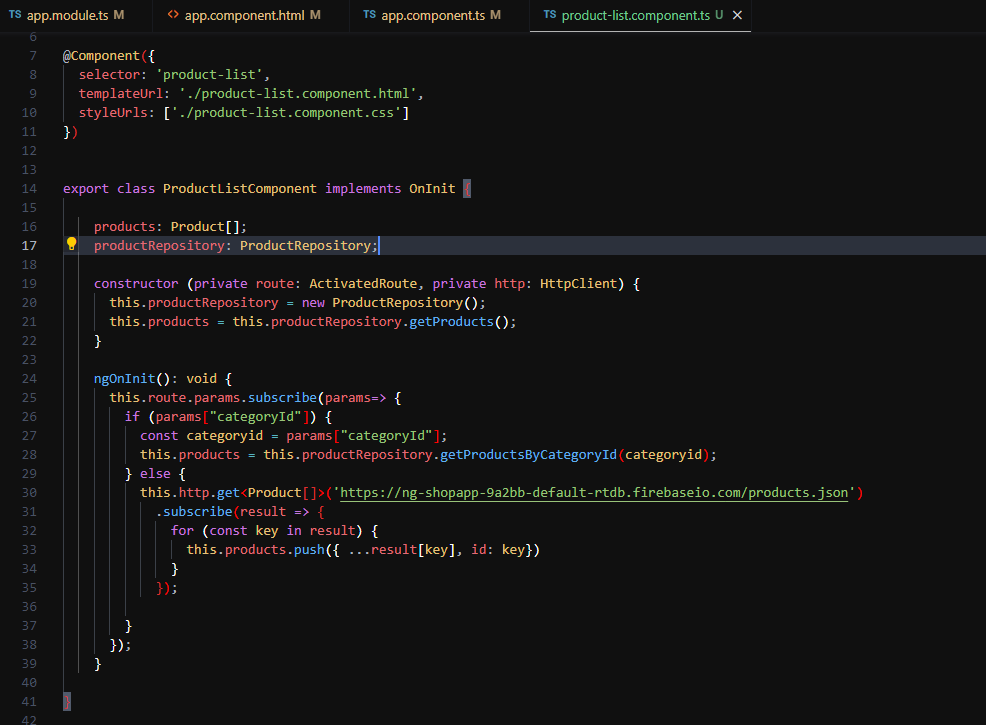 TS app.module.ts M <> app.component.html M TS app.component.ts M TS product-list.component.ts U ×
6
7 @Component({
8   selector: 'product-list',
9   templateUrl: './product-list.component.html',
10   styleUrls: ['./product-list.component.css']
11 })
12
13
14 export class ProductListComponent implements OnInit {
15
16     products: Product[];
17     productRepository: ProductRepository;
18
19     constructor (private route: ActivatedRoute, private http: HttpClient) {
20       this.productRepository = new ProductRepository();
21       this.products = this.productRepository.getProducts();
22     }
23
24     ngOnInit(): void {
25       this.route.params.subscribe(params=> {
26         if (params["categoryId"]) {
27           const categoryid = params["categoryId"];
28           this.products = this.productRepository.getProductsByCategoryId(categoryid);
29         } else {
30           this.http.get<Product[]>('https://ng-shopapp-9a2bb-default-rtdb.firebaseio.com/products.json')
31             .subscribe(result => {
32               for (const key in result) {
33                 this.products.push({ ...result[key], id: key})
34               }
35             });
36
37         }
38       });
39     }
40
41 }
42